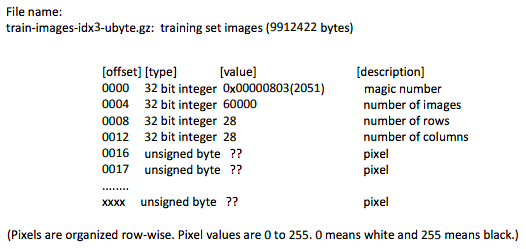 File name:
train-images-idx3-ubyte.gz: training set images (9912422 bytes)
[offset] [type] [value] [description]
0000 32 bit integer 0x00000803(2051) magic number
0004 32 bit integer 60000 number of images
0008 32 bit integer 28 number of rows
0012 32 bit integer 28 number of columns
0016 unsigned byte ?? pixel
0017 unsigned byte ?? pixel
........
xxxx unsigned byte ?? pixel
(Pixels are organized row-wise. Pixel values are 0 to 255. 0 means white and 255 means black.)